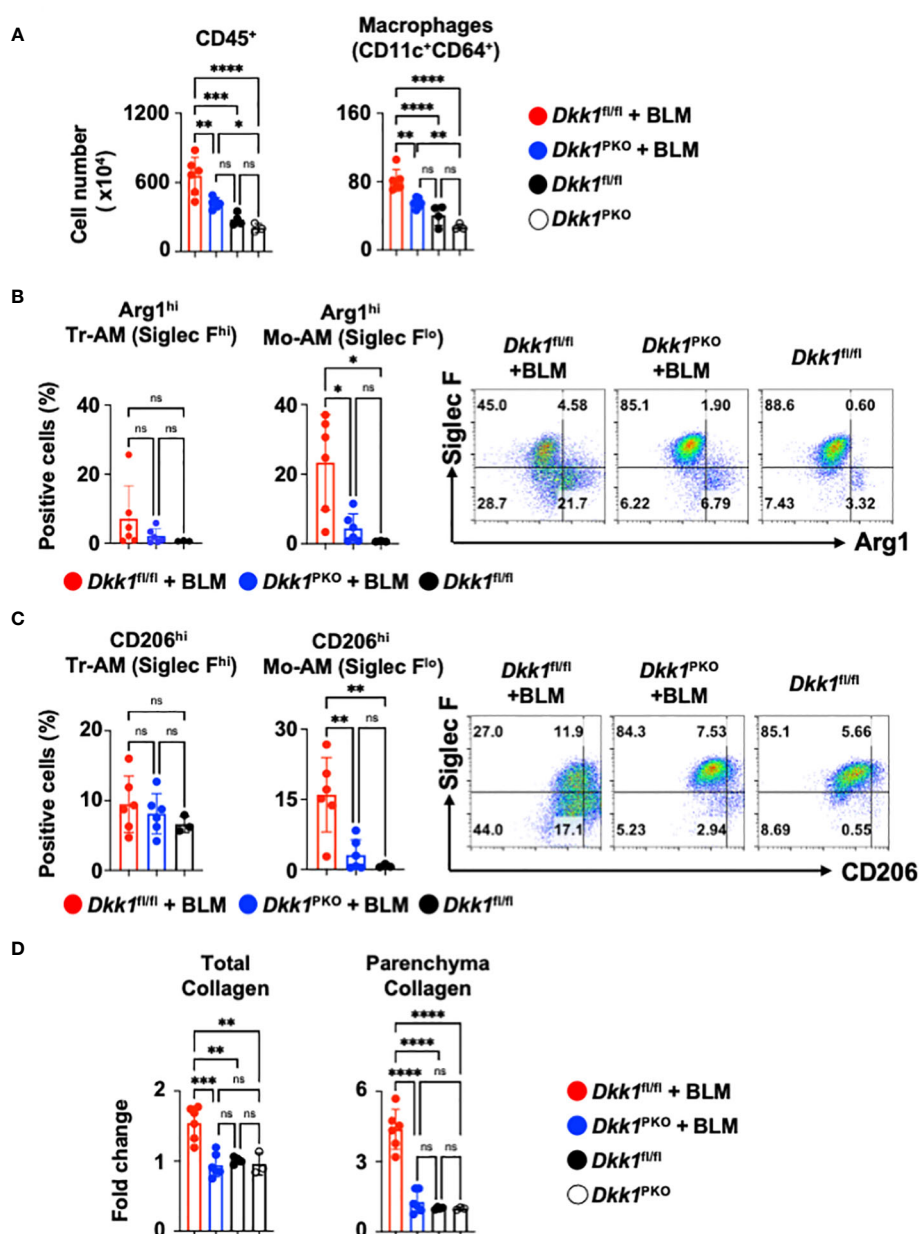 A
CD45⁺
Macrophages
(CD11c⁺CD64⁺)
****
***
**
*
****
****
**
**
ns
ns
ns
ns
Cell number
( x10⁴)
1200
600
0
160
80
0
Dkk1ᶠˡ/ᶠˡ + BLM
Dkk1ᴾᴷᴼ + BLM
Dkk1ᶠˡ/ᶠˡ
Dkk1ᴾᴷᴼ
B
Arg1ʰⁱ
Tr-AM (Siglec Fʰⁱ)
Arg1ʰⁱ
Mo-AM (Siglec Fˡᵒ)
Positive cells (%)
40
20
0
ns
ns
ns
40
20
0
*
*
ns
Dkk1ᶠˡ/ᶠˡ
+BLM
Dkk1ᴾᴷᴼ
+BLM
Dkk1ᶠˡ/ᶠˡ
Siglec F
45.0 4.58
28.7 21.7
85.1 1.90
6.22 6.79
88.6 0.60
7.43 3.32
Arg1
Dkk1ᶠˡ/ᶠˡ + BLM Dkk1ᴾᴷᴼ + BLM Dkk1ᶠˡ/ᶠˡ
C
CD206ʰⁱ
Tr-AM (Siglec Fʰⁱ)
CD206ʰⁱ
Mo-AM (Siglec Fˡᵒ)
Positive cells (%)
20
10
0
ns
ns
ns
30
15
0
**
**
ns
Dkk1ᶠˡ/ᶠˡ
+BLM
Dkk1ᴾᴷᴼ
+BLM
Dkk1ᶠˡ/ᶠˡ
Siglec F
27.0 11.9
44.0 17.1
84.3 7.53
5.23 2.94
85.1 5.66
8.69 0.55
CD206
Dkk1ᶠˡ/ᶠˡ + BLM Dkk1ᴾᴷᴼ + BLM Dkk1ᶠˡ/ᶠˡ
D
Total
Collagen
Parenchyma
Collagen
Fold change
2
1
0
**
**
*** ns
ns ns
6
3
0
****
****
**** ns
ns ns
Dkk1ᶠˡ/ᶠˡ + BLM
Dkk1ᴾᴷᴼ + BLM
Dkk1ᶠˡ/ᶠˡ
Dkk1ᴾᴷᴼ